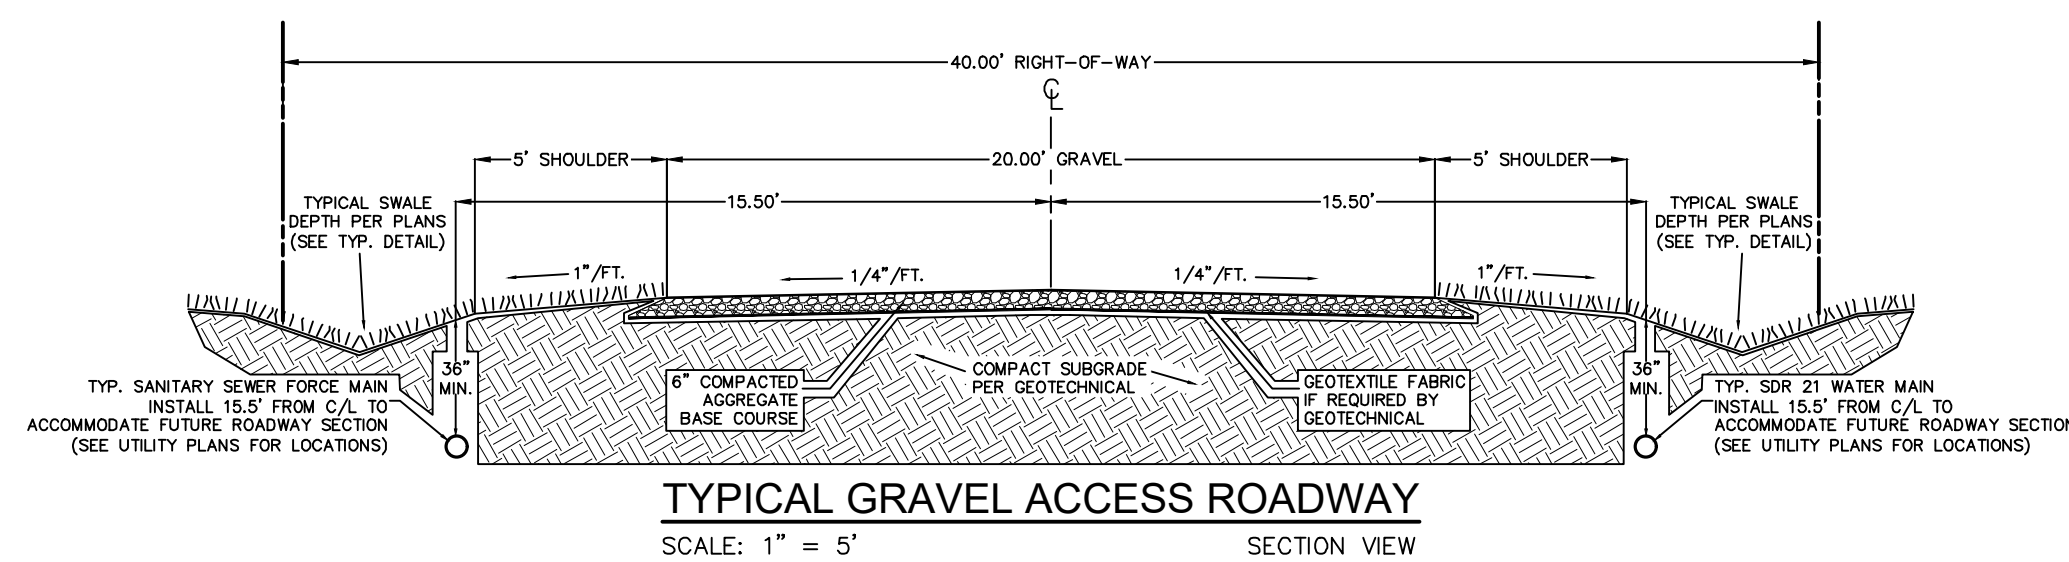 40.00' RIGHT-OF-WAY
℄
5' SHOULDER
20.00' GRAVEL
5' SHOULDER
15.50'
15.50'
TYPICAL SWALE
DEPTH PER PLANS
(SEE TYP. DETAIL)
TYPICAL SWALE
DEPTH PER PLANS
(SEE TYP. DETAIL)
1"/FT.
1/4"/FT.
1/4"/FT.
1"/FT.
36"
MIN.
TYP. SANITARY SEWER FORCE MAIN
INSTALL 15.5' FROM C/L TO
ACCOMMODATE FUTURE ROADWAY SECTION
(SEE UTILITY PLANS FOR LOCATIONS)
6" COMPACTED
AGGREGATE
BASE COURSE
COMPACT SUBGRADE
PER GEOTECHNICAL
GEOTEXTILE FABRIC
IF REQUIRED BY
GEOTECHNICAL
36"
MIN.
TYP. SDR 21 WATER MAIN
INSTALL 15.5' FROM C/L TO
ACCOMMODATE FUTURE ROADWAY SECTION
(SEE UTILITY PLANS FOR LOCATIONS)
TYPICAL GRAVEL ACCESS ROADWAY
SCALE: 1" = 5'
SECTION VIEW